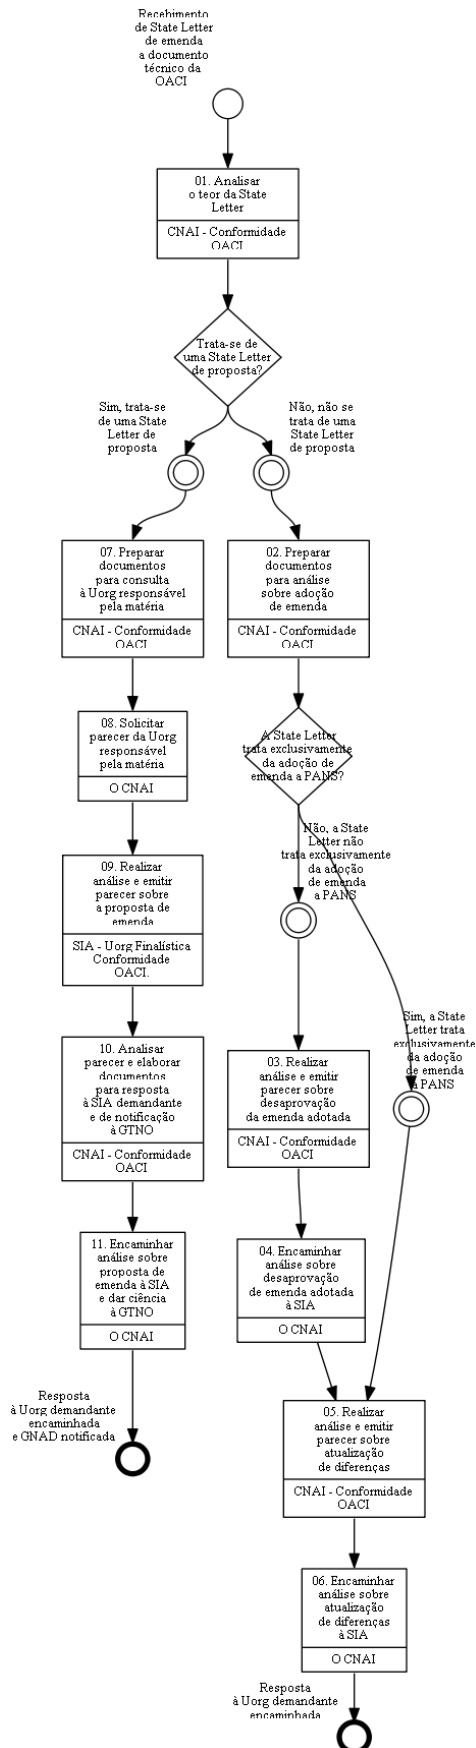 Recebimento
de State Letter
de emenda
a documento
técnico da
OACI
01. Analisar
o teor da State
Letter
CNAI - Conformidade
OACI
Trata-se de
uma State Letter
de proposta?
Sim, trata-se
de uma State
Letter de
proposta
Não, não se
trata de uma
State Letter
de proposta
07. Preparar
documentos
para consulta
à Uorg responsável
pela matéria
CNAI - Conformidade
OACI
02. Preparar
documentos
para análise
sobre adoção
de emenda
CNAI - Conformidade
OACI
08. Solicitar
parecer da Uorg
responsável
pela matéria
O CNAI
A State Letter
trata exclusivamente
da adoção de
emenda a PANS?
Não, a State
Letter não
trata exclusivamente
da adoção
de emenda
a PANS
09. Realizar
análise e emitir
parecer sobre
a proposta de
emenda
SIA - Uorg Finalística
Conformidade
OACI.
Sim, a State
Letter trata
exclusivamente
da adoção
de emenda
a PANS
10. Analisar
parecer e elaborar
documentos
para resposta
à SIA demandante
e de notificação
à GTNO
CNAI - Conformidade
OACI
03. Realizar
análise e emitir
parecer sobre
desaprovação
da emenda adotada
CNAI - Conformidade
OACI
11. Encaminhar
análise sobre
proposta de
emenda à SIA
e dar ciência
à GTNO
O CNAI
04. Encaminhar
análise sobre
desaprovação
de emenda adotada
à SIA
O CNAI
Resposta
à Uorg demandante
encaminhada
e GNAD notificada
05. Realizar
análise e emitir
parecer sobre
atualização
de diferenças
CNAI - Conformidade
OACI
06. Encaminhar
análise sobre
atualização
de diferenças
à SIA
O CNAI
Resposta
à Uorg demandante
encaminhada